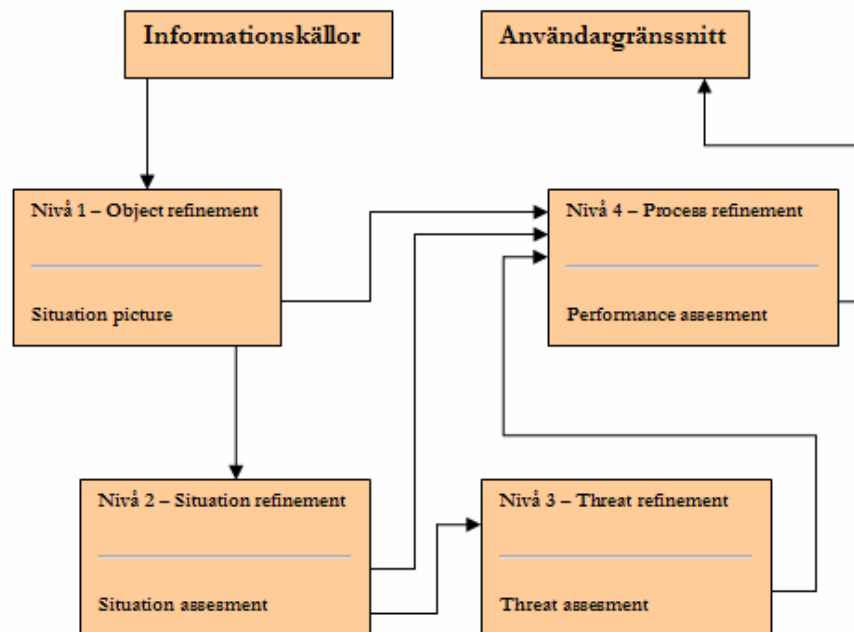 Informationskällor
Användargränssnitt
Nivå 1 – Object refinement
Situation picture
Nivå 4 – Process refinement
Performance assesment
Nivå 2 – Situation refinement
Situation assesment
Nivå 3 – Threat refinement
Threat assesment